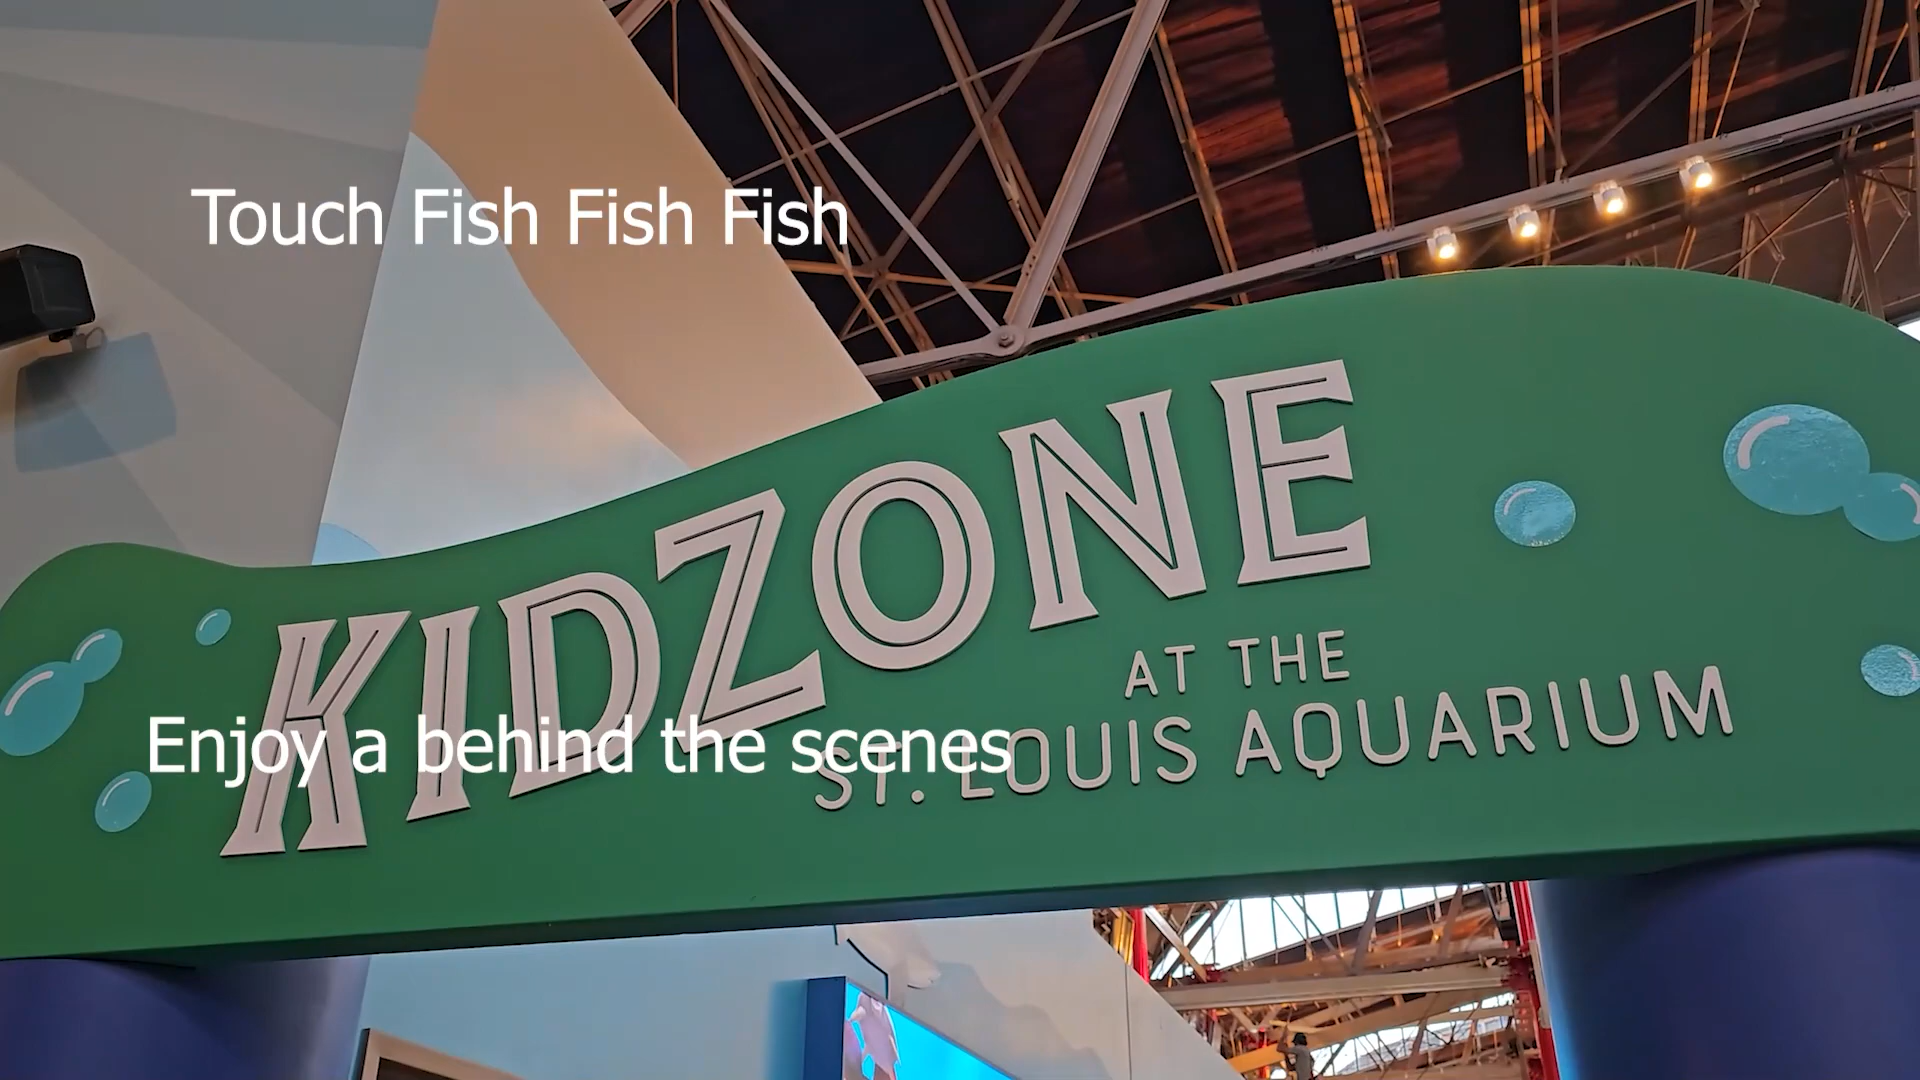 Touch Fish Fish Fish
KIDZONE
AT THE
ST. LOUIS AQUARIUM
Enjoy a behind the scenes